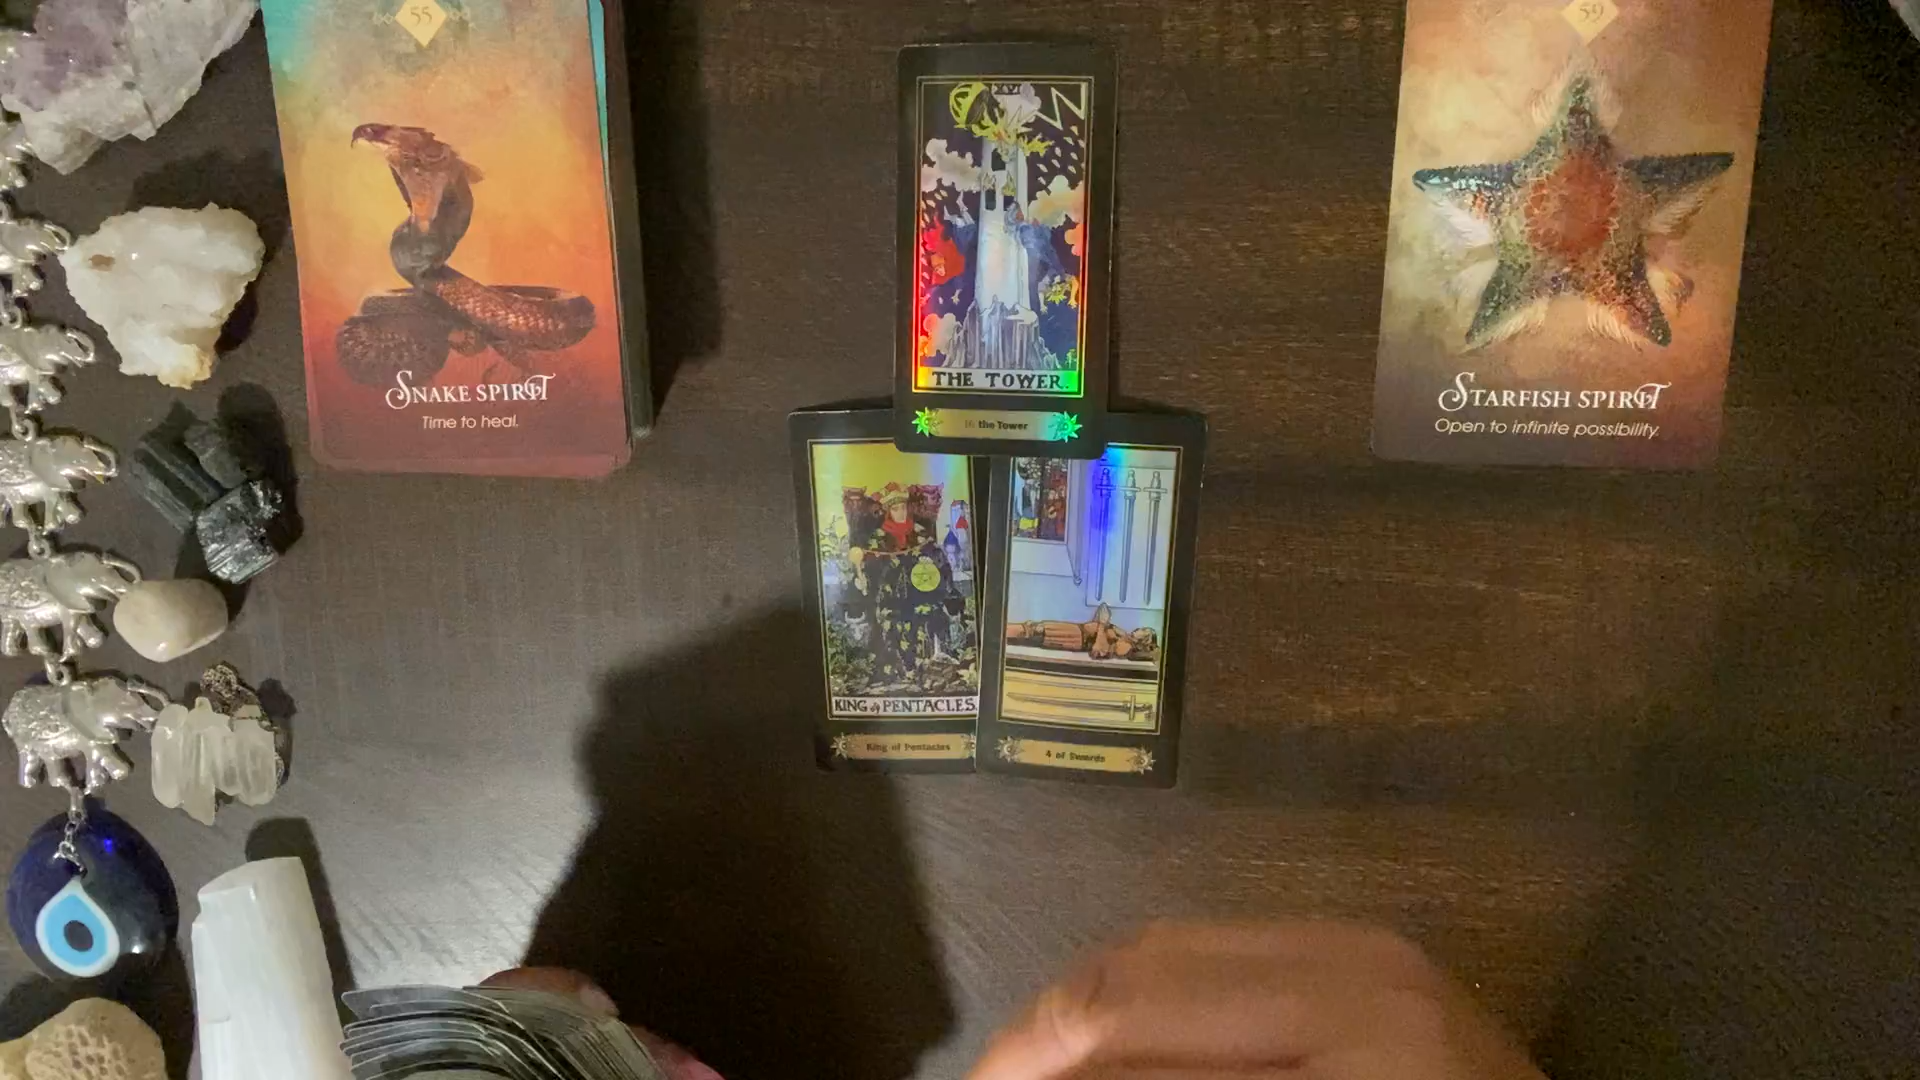 55
SNAKE SPIRIT
Time to heal.
XVI
THE TOWER.
16 the Tower
59
STARFISH SPIRIT
Open to infinite possibility.
KING of PENTACLES.
King of Pentacles
4 of Swords